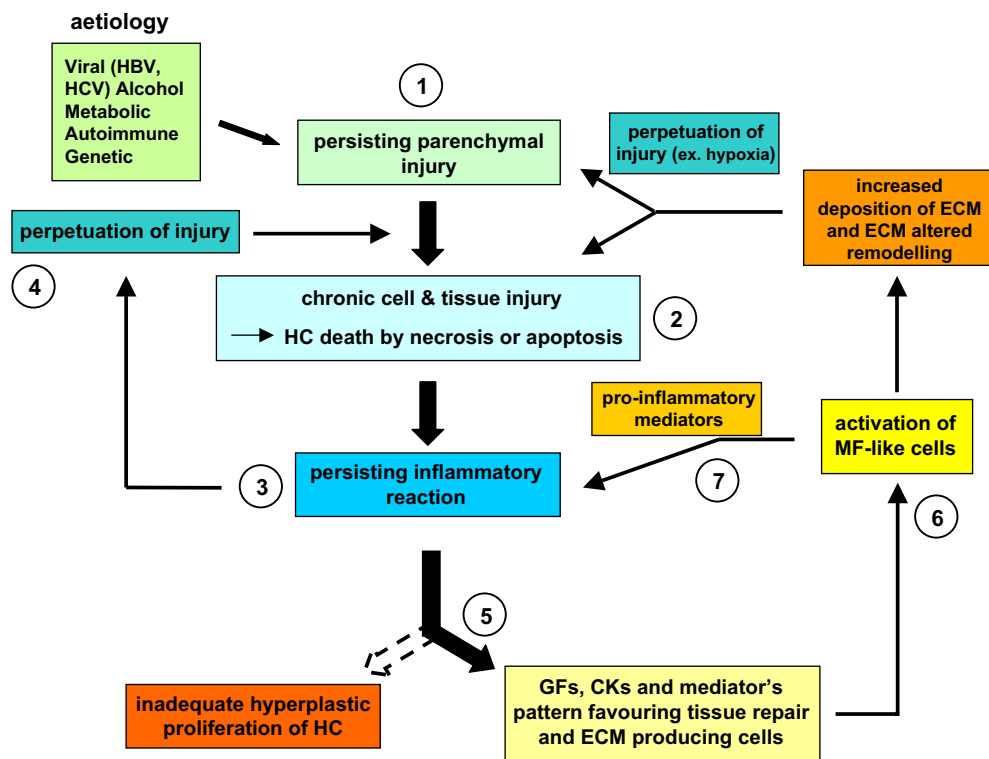 aetiology
Viral (HBV,
HCV) Alcohol
Metabolic
Autoimmune
Genetic
1
persisting parenchymal
injury
perpetuation of
injury (ex. hypoxia)
increased
deposition of ECM
and ECM altered
remodelling
perpetuation of injury
4
chronic cell & tissue injury
HC death by necrosis or apoptosis
2
pro-inflammatory
mediators
activation of
MF-like cells
3
persisting inflammatory
reaction
7
6
5
inadequate hyperplastic
proliferation of HC
GFs, CKs and mediator's
pattern favouring tissue repair
and ECM producing cells